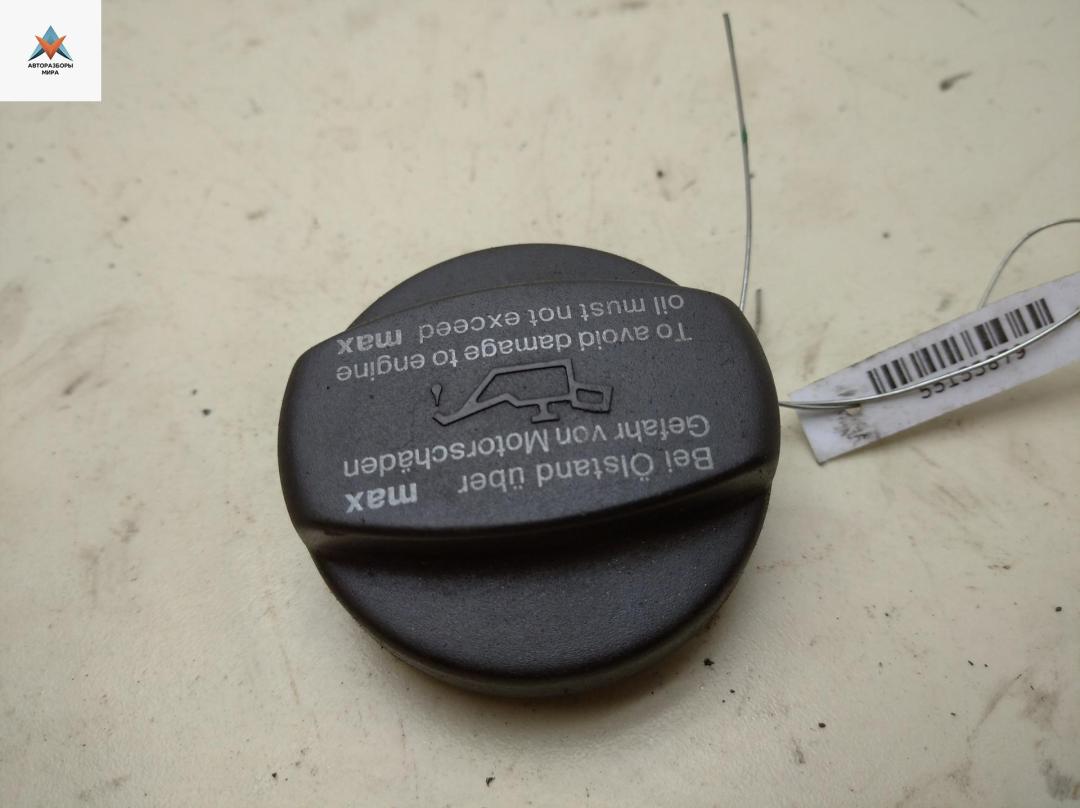 АВТОРАЗБОРЫ
МИРА
Bei Ölstand über max
Gefahr von Motorschäden
To avoid damage to engine
oil must not exceed max